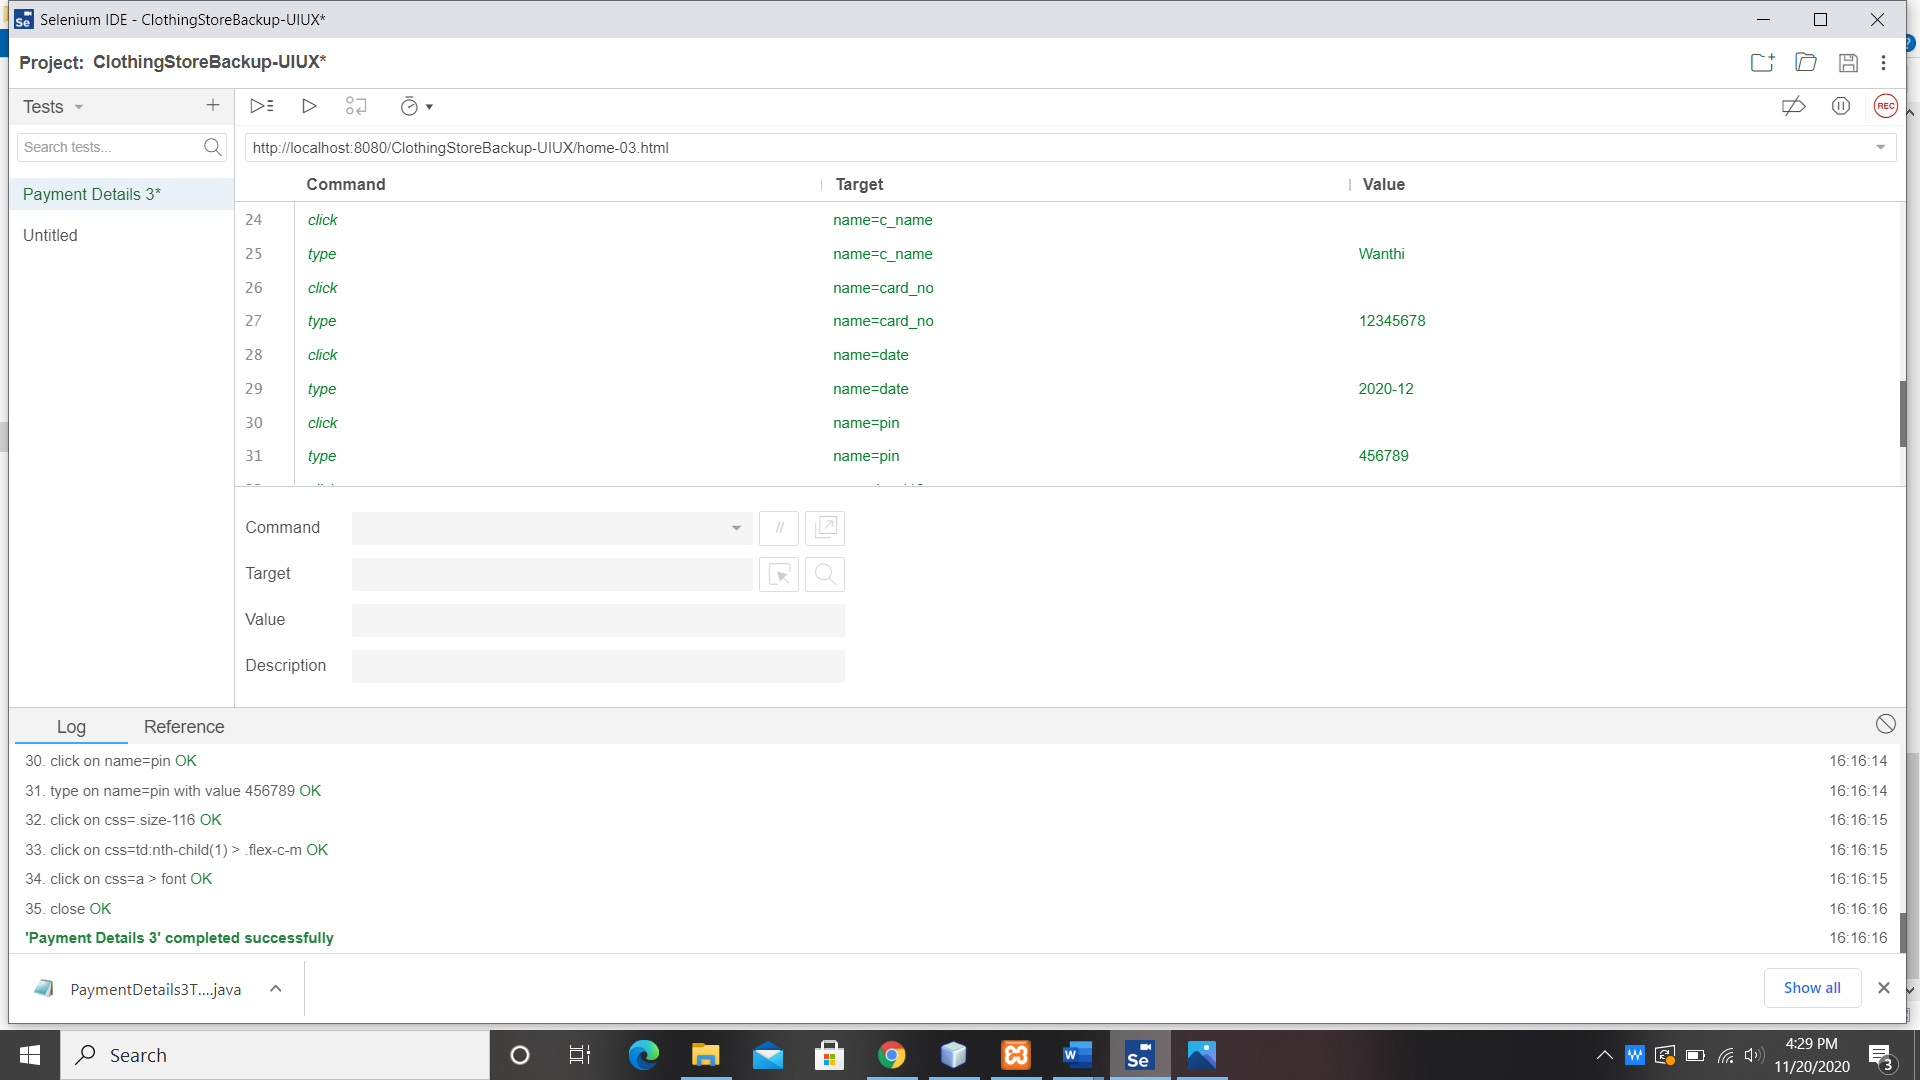 Selenium IDE - ClothingStoreBackup-UIUX*
Project: ClothingStoreBackup-UIUX*
Tests
REC
Search tests...
http://localhost:8080/ClothingStoreBackup-UIUX/home-03.html
Payment Details 3*
Untitled
Command Target Value
24 click name=c_name
25 type name=c_name Wanthi
26 click name=card_no
27 type name=card_no 12345678
28 click name=date
29 type name=date 2020-12
30 click name=pin
31 type name=pin 456789
Command //
Target
Value
Description
Log Reference
30. click on name=pin OK 16:16:14
31. type on name=pin with value 456789 OK 16:16:14
32. click on css=.size-116 OK 16:16:15
33. click on css=td:nth-child(1) > .flex-c-m OK 16:16:15
34. click on css=a > font OK 16:16:15
35. close OK 16:16:16
'Payment Details 3' completed successfully 16:16:16
PaymentDetails3T....java Show all
Search
Se
4:29 PM
11/20/2020
3